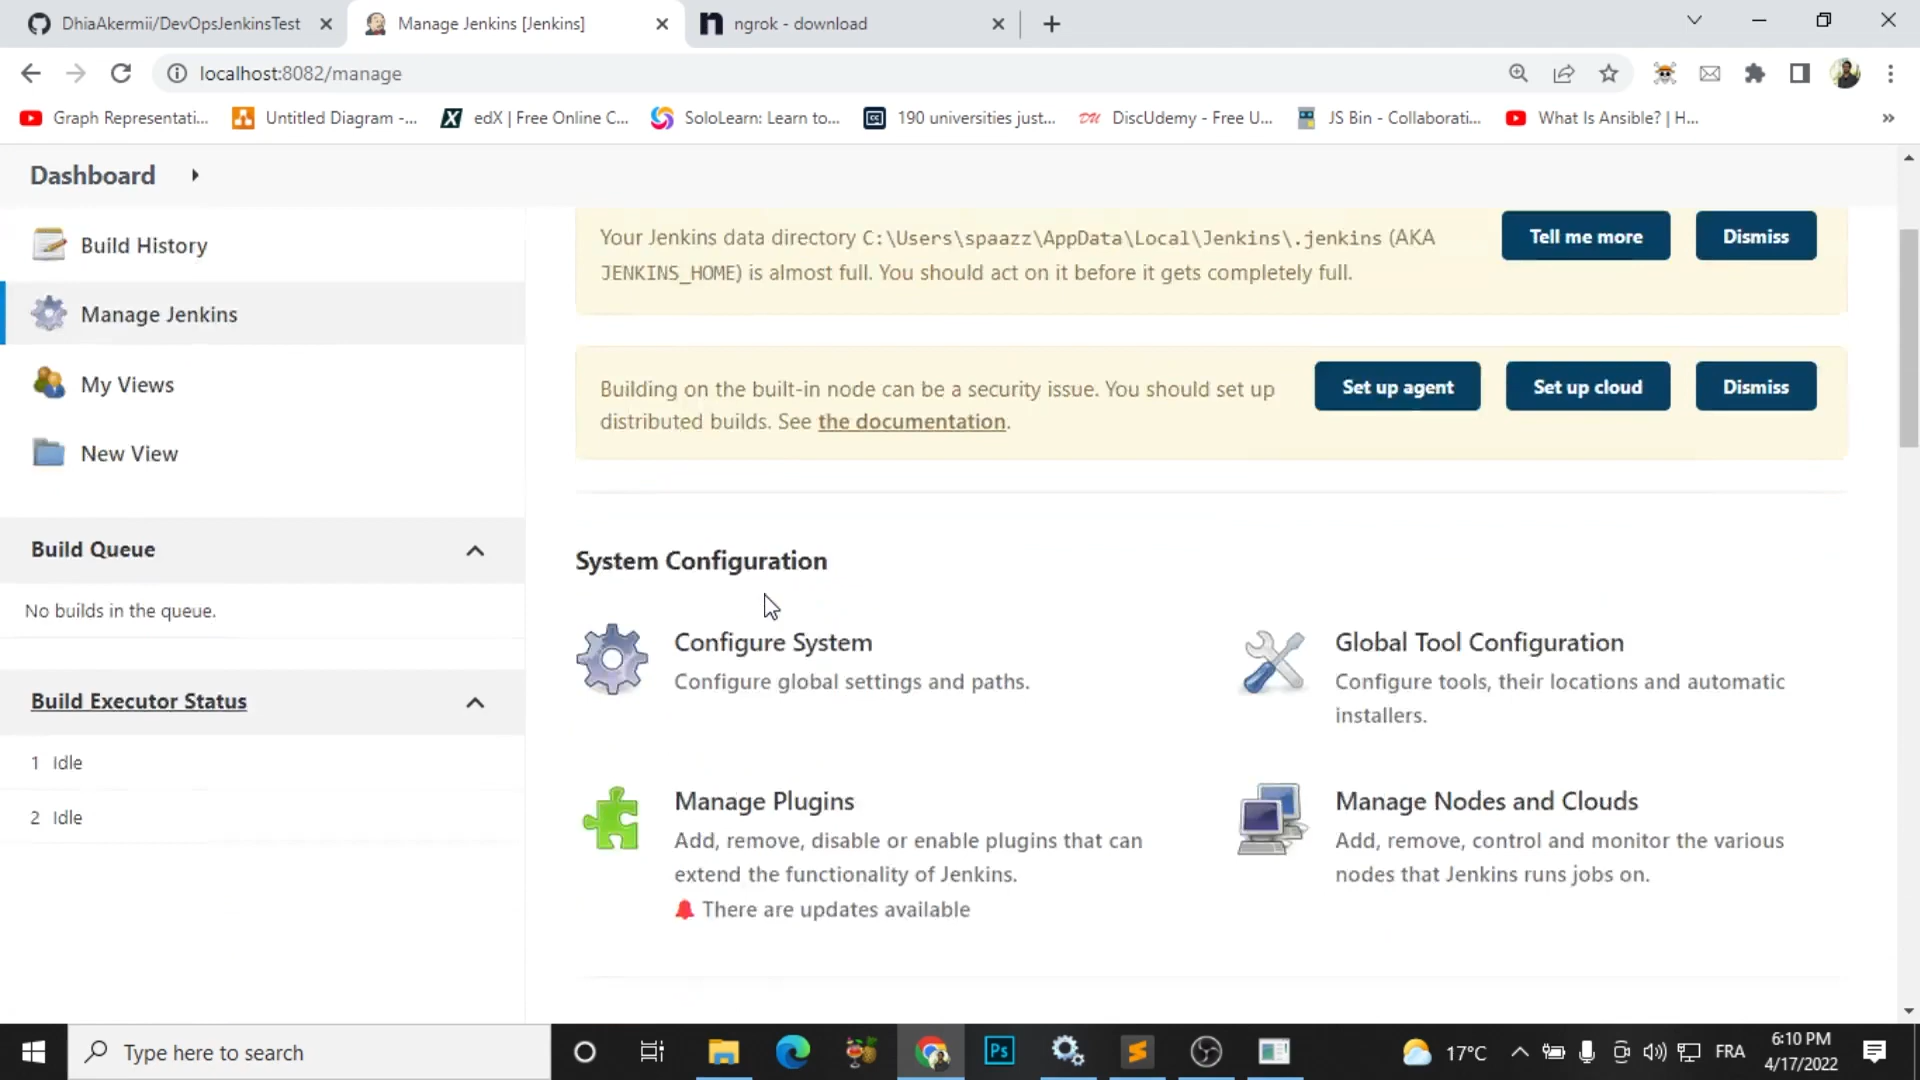 DhiaAkermii/DevOpsJenkinsTest
Manage Jenkins [Jenkins]
ngrok - download
localhost:8082/manage
Graph Representati...
Untitled Diagram -...
edX | Free Online C...
SoloLearn: Learn to...
190 universities just...
DiscUdemy - Free U...
JS Bin - Collaborati...
What Is Ansible? | H...
»
Dashboard
Build History
Manage Jenkins
My Views
New View
Build Queue
No builds in the queue.
Build Executor Status
1 Idle
2 Idle
Your Jenkins data directory C:\Users\spaazz\AppData\Local\Jenkins\.jenkins (AKA
JENKINS_HOME) is almost full. You should act on it before it gets completely full.
Tell me more
Dismiss
Building on the built-in node can be a security issue. You should set up
distributed builds. See the documentation.
Set up agent
Set up cloud
Dismiss
System Configuration
Configure System
Configure global settings and paths.
Global Tool Configuration
Configure tools, their locations and automatic
installers.
Manage Plugins
Add, remove, disable or enable plugins that can
extend the functionality of Jenkins.
There are updates available
Manage Nodes and Clouds
Add, remove, control and monitor the various
nodes that Jenkins runs jobs on.
Type here to search
Ps
17°C
FRA
6:10 PM
4/17/2022